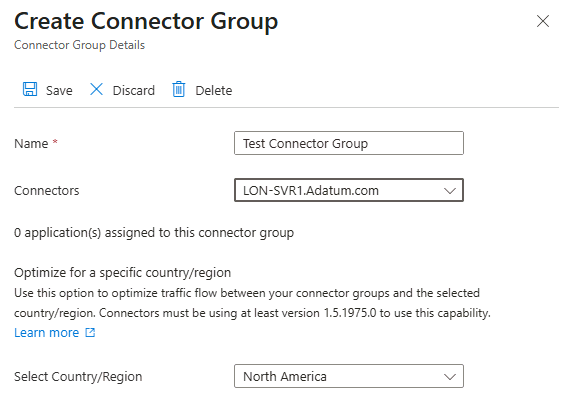 Create Connector Group
Connector Group Details
Save Discard Delete
Name * Test Connector Group
Connectors LON-SVR1.Adatum.com
0 application(s) assigned to this connector group
Optimize for a specific country/region
Use this option to optimize traffic flow between your connector groups and the selected
country/region. Connectors must be using at least version 1.5.1975.0 to use this capability.
Learn more
Select Country/Region North America